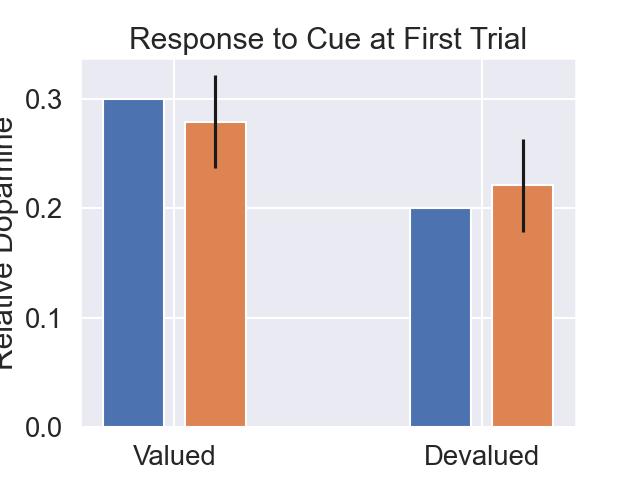 Response to Cue at First Trial
Relative Dopamine
0.3
0.2
0.1
0.0
Valued
Devalued